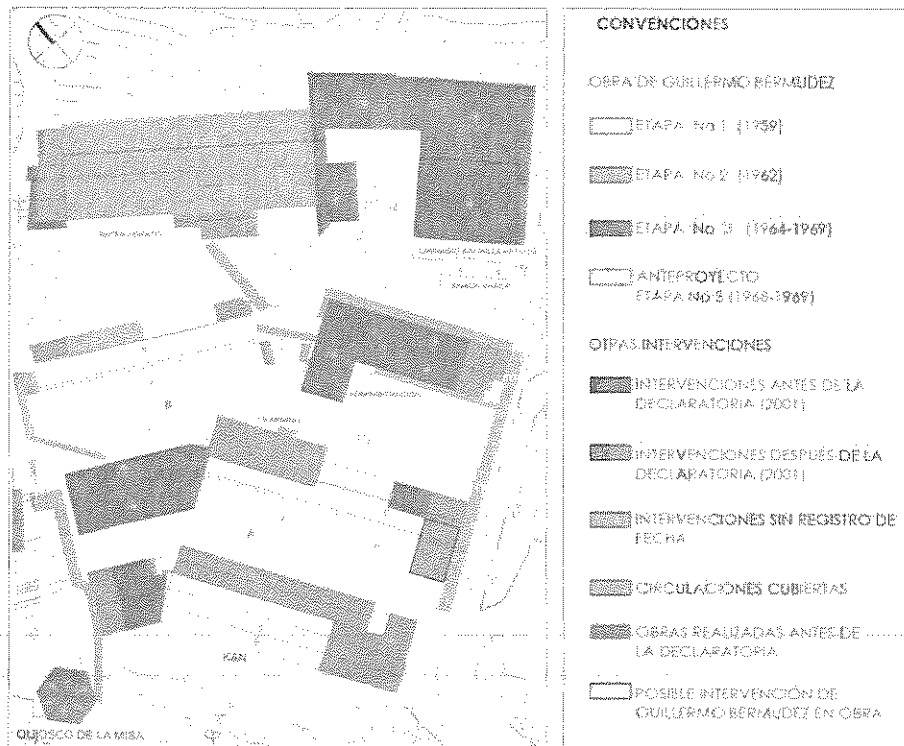 CONVENCIONES
OBRA DE GUILLERMO BERMUDEZ
ETAPA No 1 (1959)
ETAPA No 2 (1962)
ETAPA No 3 (1964-1969)
ANTEPROYECTO
ETAPA No 5 (1968-1969)
OTRAS INTERVENCIONES
INTERVENCIONES ANTES DE LA
DECLARATORIA (2001)
INTERVENCIONES DESPUÉS DE LA
DECLARATORIA (2001)
INTERVENCIONES SIN REGISTRO DE
FECHA
CIRCULACIONES CUBIERTAS
OBRAS REALIZADAS ANTES DE
LA DECLARATORIA
POSIBLE INTERVENCIÓN DE
GUILLERMO BERMUDEZ EN OBRA
ADMINISTRACION
KAN
QUIOSCO DE LA MISA